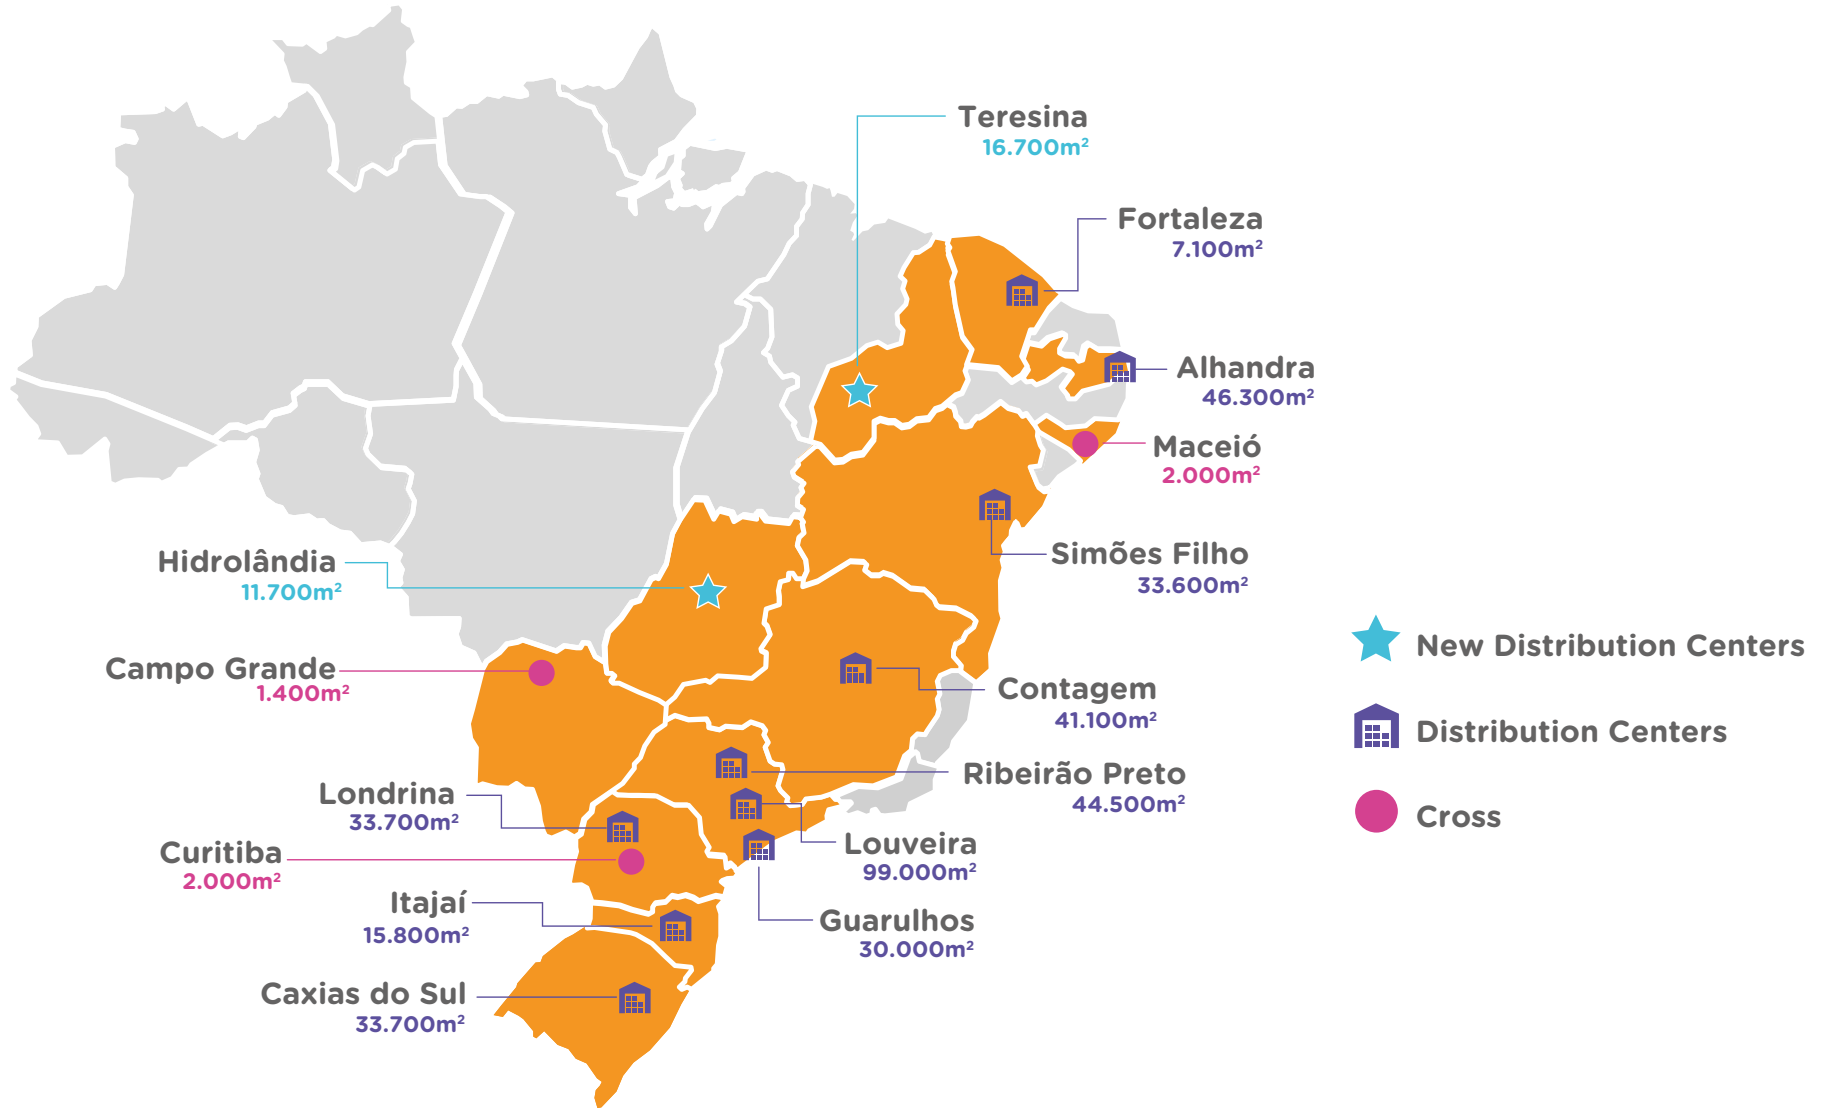 Teresina
16.700m²
Fortaleza
7.100m²
Alhandra
46.300m²
Maceió
2.000m²
Simões Filho
33.600m²
Hidrolândia
11.700m²
Campo Grande
1.400m²
Contagem
41.100m²
Ribeirão Preto
44.500m²
Londrina
33.700m²
Louveira
99.000m²
Curitiba
2.000m²
Guarulhos
30.000m²
Itajaí
15.800m²
Caxias do Sul
33.700m²
New Distribution Centers
Distribution Centers
Cross